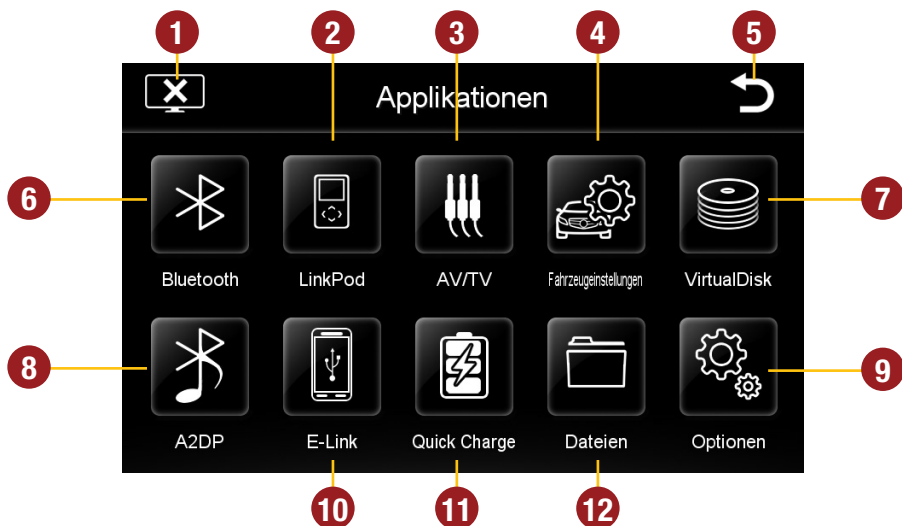 1 2 3 4 5
Applikationen
6 7
Bluetooth LinkPod AV/TV Fahrzeugeinstellungen VirtualDisk
8 9
A2DP E-Link Quick Charge Dateien Optionen
10 11 12